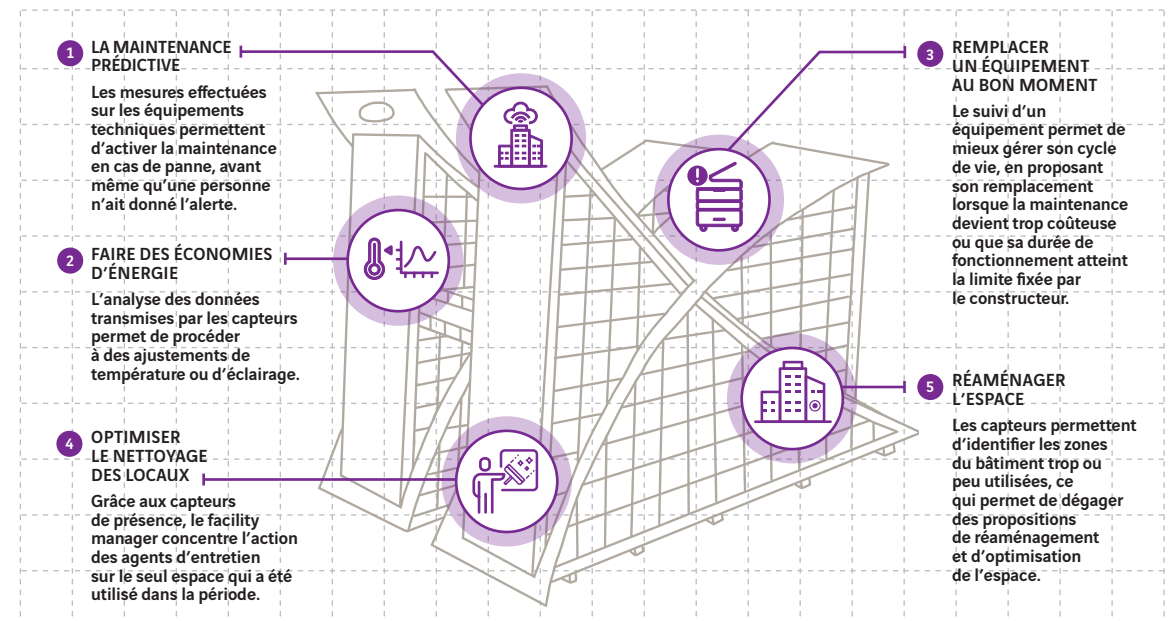 1
LA MAINTENANCE
PRÉDICTIVE
Les mesures effectuées
sur les équipements
techniques permettent
d’activer la maintenance
en cas de panne, avant
même qu’une personne
n’ait donné l’alerte.
2
FAIRE DES ÉCONOMIES
D’ÉNERGIE
L’analyse des données
transmises par les capteurs
permet de procéder
à des ajustements de
température ou d’éclairage.
3
REMPLACER
UN ÉQUIPEMENT
AU BON MOMENT
Le suivi d’un
équipement permet de
mieux gérer son cycle
de vie, en proposant
son remplacement
lorsque la maintenance
devient trop coûteuse
ou que sa durée de
fonctionnement atteint
la limite fixée par
le constructeur.
4
OPTIMISER
LE NETTOYAGE
DES LOCAUX
Grâce aux capteurs
de présence, le facility
manager concentre l’action
des agents d’entretien
sur le seul espace qui a été
utilisé dans la période.
5
RÉAMÉNAGER
L’ESPACE
Les capteurs permettent
d’identifier les zones
du bâtiment trop ou
peu utilisées, ce
qui permet de dégager
des propositions
de réaménagement
et d’optimisation
de l’espace.